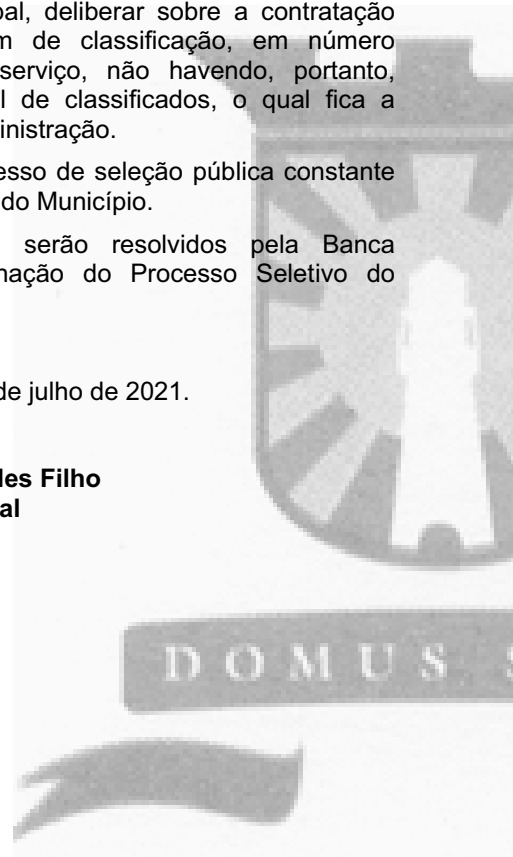 pal, deliberar sobre a contratação
m de classificação, em número
serviço, não havendo, portanto,
l de classificados, o qual fica a
inistração.
esso de seleção pública constante
do Município.
serão resolvidos pela Banca
nação do Processo Seletivo do
de julho de 2021.
des Filho
al
DOMUS S